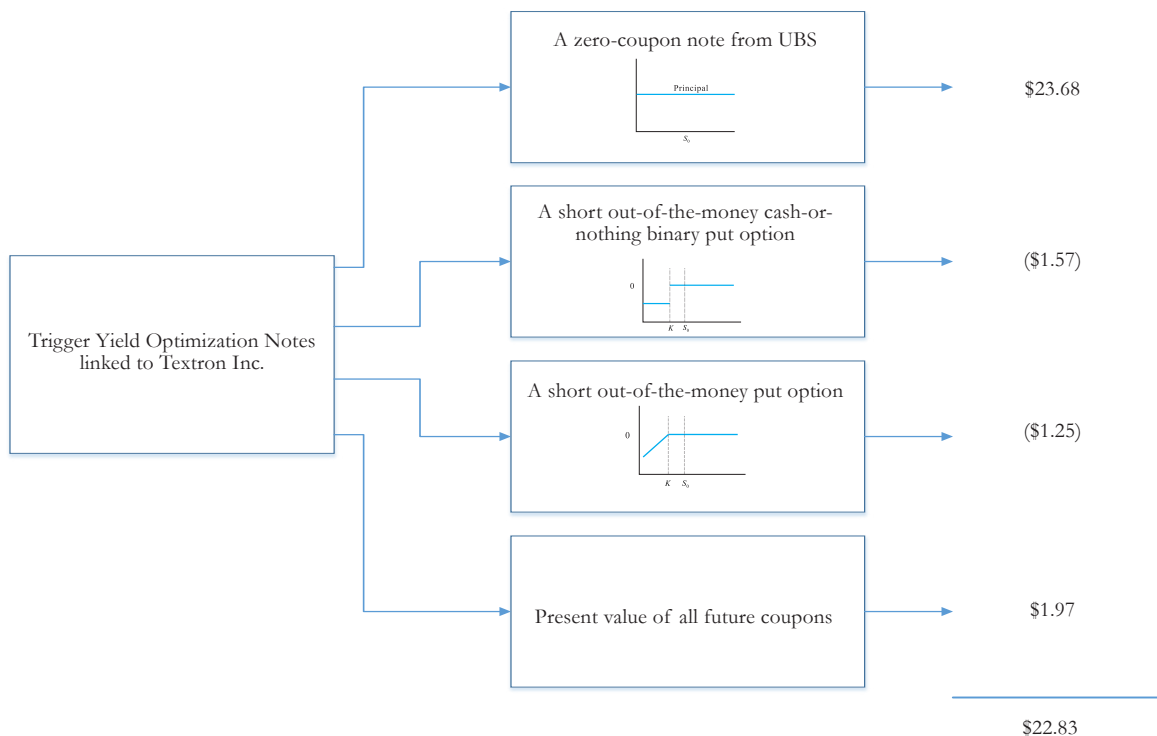 A zero-coupon note from UBS
Principal
S₀
$23.68
A short out-of-the-money cash-or-
nothing binary put option
0
K
S₀
($1.57)
Trigger Yield Optimization Notes
linked to Textron Inc.
A short out-of-the-money put option
0
K
S₀
($1.25)
Present value of all future coupons
$1.97
$22.83